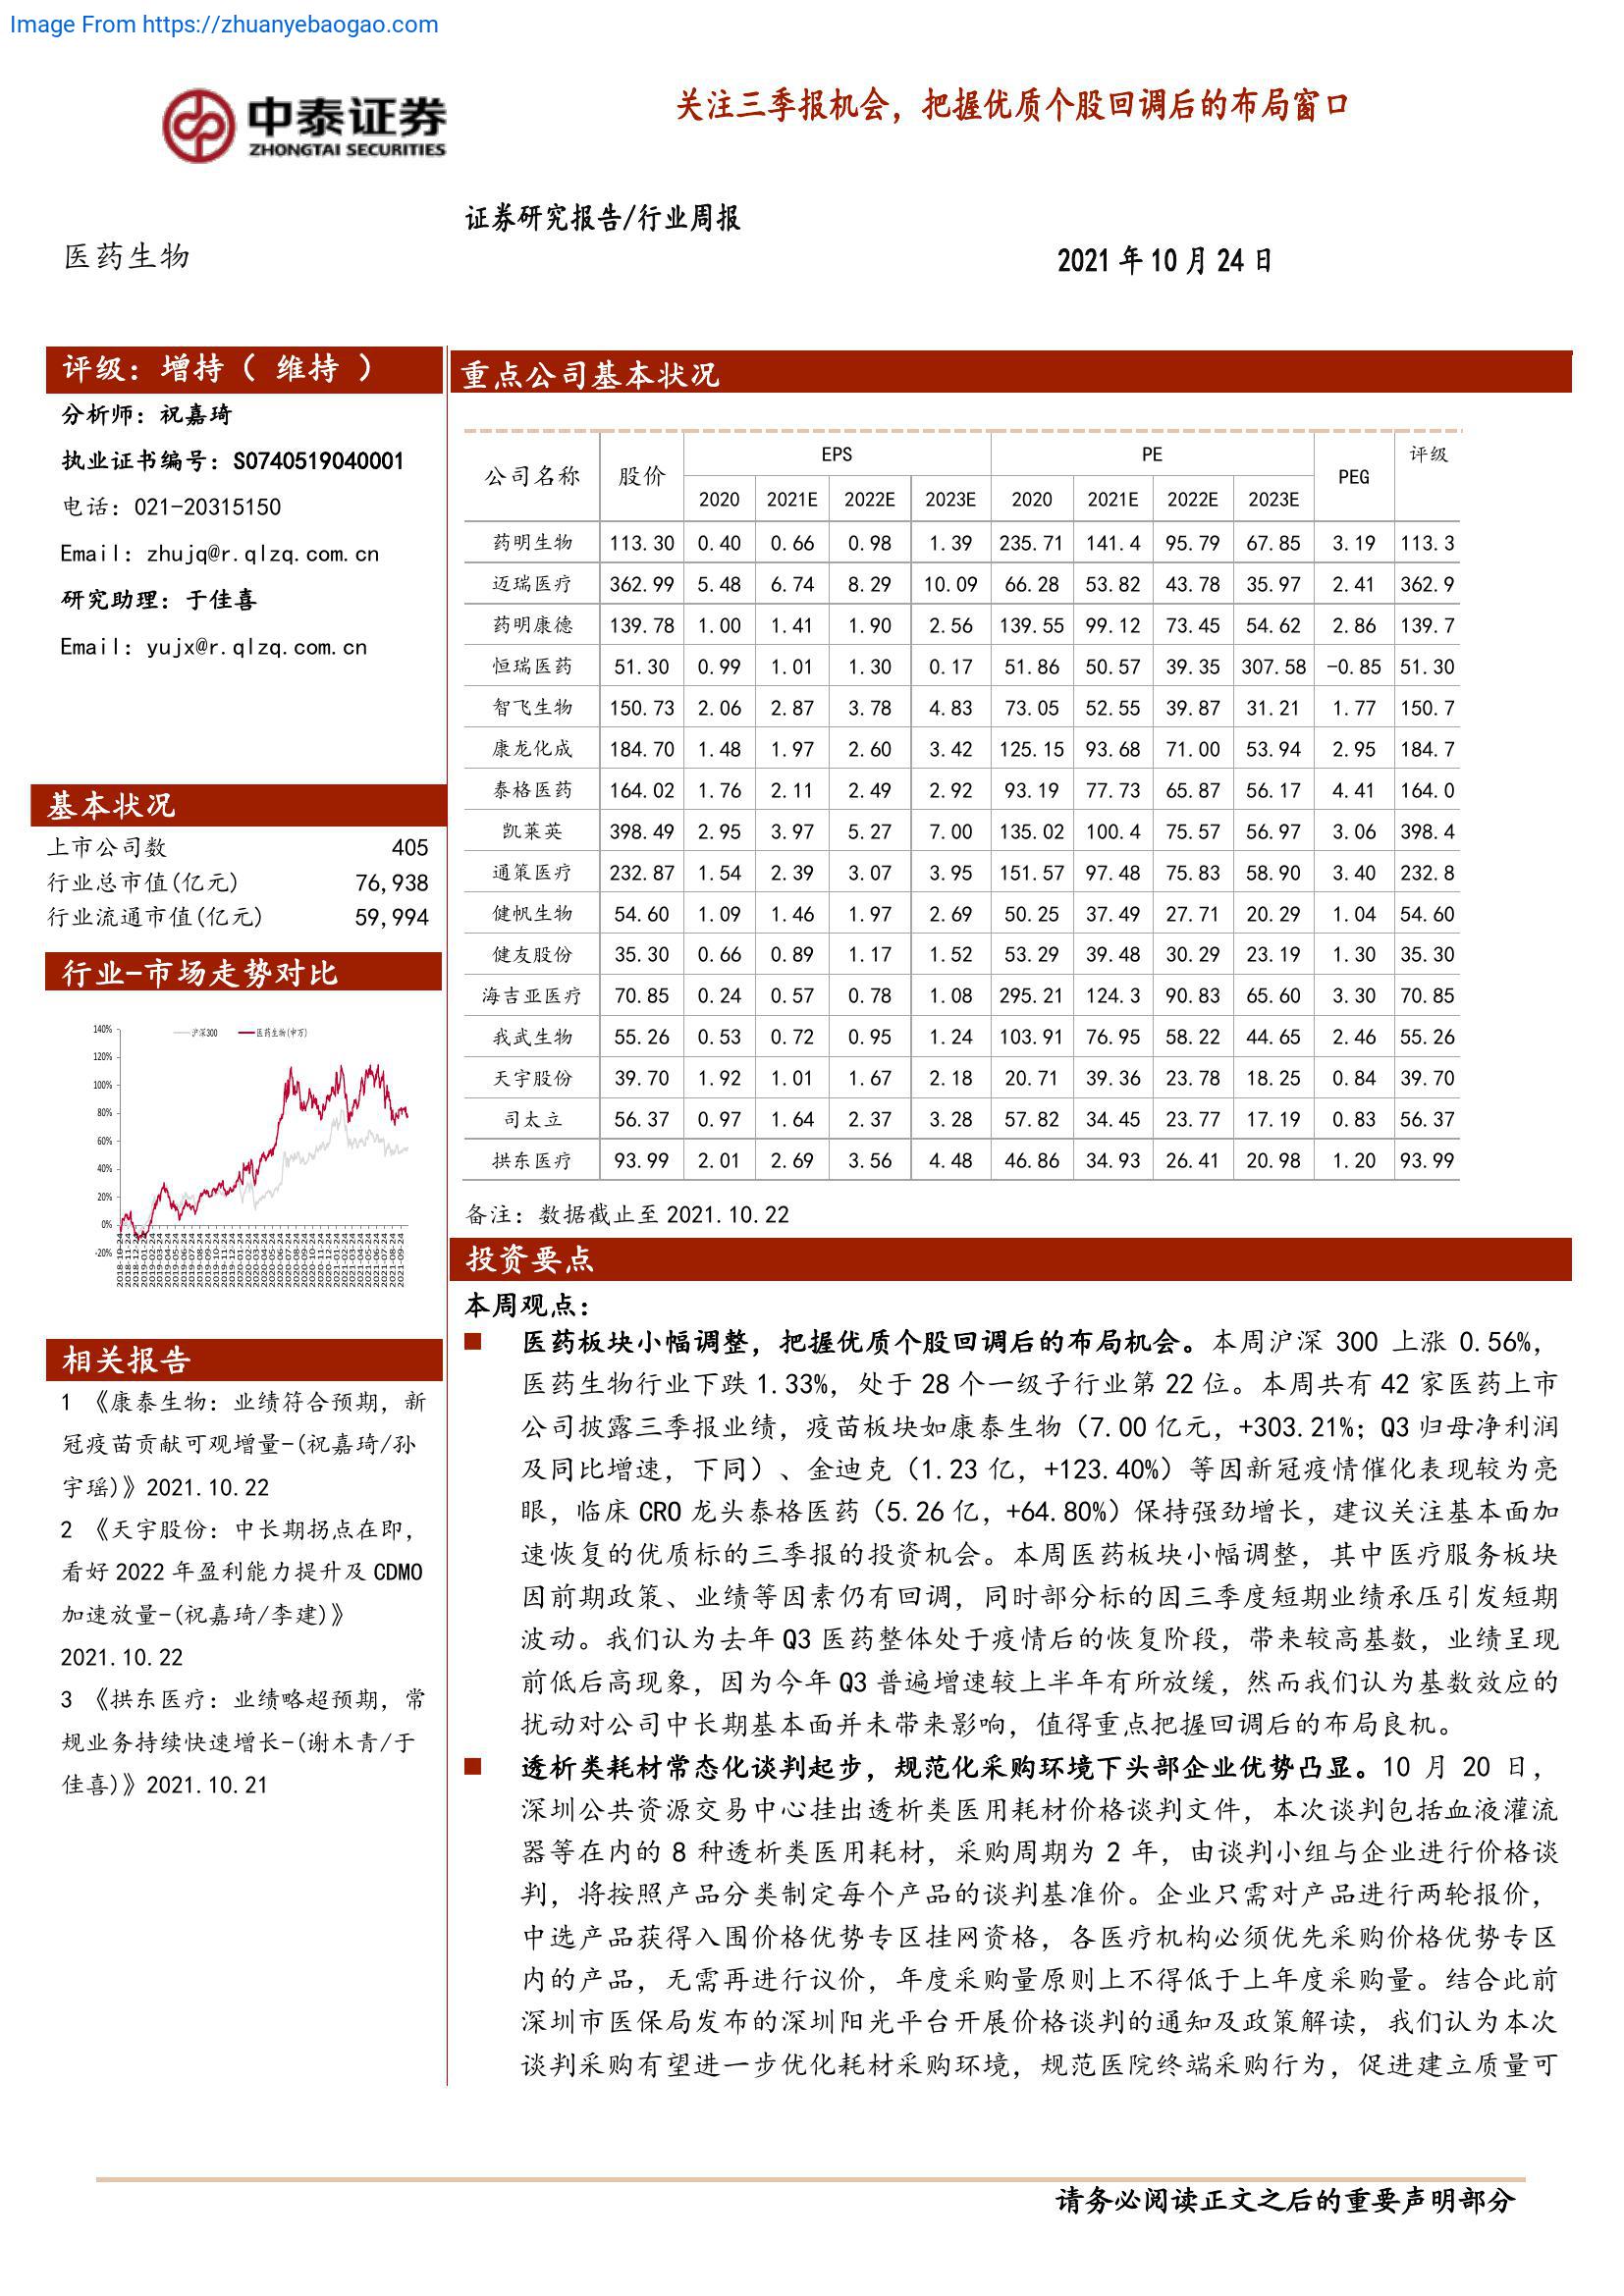 Image From https://zhuanyebaogao.com
中泰证券
ZHONGTAI SECURITIES
关注三季报机会，把握优质个股回调后的布局窗口
证券研究报告/行业周报
医药生物
2021 年 10 月 24 日
评级：增持（ 维持 ）
分析师：祝嘉琦
执业证书编号：S0740519040001
电话：021-20315150
Email：zhujq@r.qlzq.com.cn
研究助理：于佳喜
Email：yujx@r.qlzq.com.cn
基本状况
上市公司数 405
行业总市值(亿元) 76,938
行业流通市值(亿元) 59,994
行业-市场走势对比
沪深300 医药生物(申万)
140%
120%
100%
80%
60%
40%
20%
0%
-20%
相关报告
1 《康泰生物：业绩符合预期，新
冠疫苗贡献可观增量-(祝嘉琦/孙
宇瑶)》2021.10.22
2 《天宇股份：中长期拐点在即，
看好 2022 年盈利能力提升及 CDMO
加速放量-(祝嘉琦/李建)》
2021.10.22
3 《拱东医疗：业绩略超预期，常
规业务持续快速增长-(谢木青/于
佳喜)》2021.10.21
重点公司基本状况
公司名称 股价 EPS PE PEG 评级
2020 2021E 2022E 2023E 2020 2021E 2022E 2023E
药明生物 113.30 0.40 0.66 0.98 1.39 235.71 141.4 95.79 67.85 3.19 113.3
迈瑞医疗 362.99 5.48 6.74 8.29 10.09 66.28 53.82 43.78 35.97 2.41 362.9
药明康德 139.78 1.00 1.41 1.90 2.56 139.55 99.12 73.45 54.62 2.86 139.7
恒瑞医药 51.30 0.99 1.01 1.30 0.17 51.86 50.57 39.35 307.58 -0.85 51.30
智飞生物 150.73 2.06 2.87 3.78 4.83 73.05 52.55 39.87 31.21 1.77 150.7
康龙化成 184.70 1.48 1.97 2.60 3.42 125.15 93.68 71.00 53.94 2.95 184.7
泰格医药 164.02 1.76 2.11 2.49 2.92 93.19 77.73 65.87 56.17 4.41 164.0
凯莱英 398.49 2.95 3.97 5.27 7.00 135.02 100.4 75.57 56.97 3.06 398.4
通策医疗 232.87 1.54 2.39 3.07 3.95 151.57 97.48 75.83 58.90 3.40 232.8
健帆生物 54.60 1.09 1.46 1.97 2.69 50.25 37.49 27.71 20.29 1.04 54.60
健友股份 35.30 0.66 0.89 1.17 1.52 53.29 39.48 30.29 23.19 1.30 35.30
海吉亚医疗 70.85 0.24 0.57 0.78 1.08 295.21 124.3 90.83 65.60 3.30 70.85
我武生物 55.26 0.53 0.72 0.95 1.24 103.91 76.95 58.22 44.65 2.46 55.26
天宇股份 39.70 1.92 1.01 1.67 2.18 20.71 39.36 23.78 18.25 0.84 39.70
司太立 56.37 0.97 1.64 2.37 3.28 57.82 34.45 23.77 17.19 0.83 56.37
拱东医疗 93.99 2.01 2.69 3.56 4.48 46.86 34.93 26.41 20.98 1.20 93.99
备注：数据截止至 2021.10.22
投资要点
本周观点：
医药板块小幅调整，把握优质个股回调后的布局机会。本周沪深 300 上涨 0.56%，
医药生物行业下跌 1.33%，处于 28 个一级子行业第 22 位。本周共有 42 家医药上市
公司披露三季报业绩，疫苗板块如康泰生物（7.00 亿元，+303.21%；Q3 归母净利润
及同比增速，下同）、金迪克（1.23 亿，+123.40%）等因新冠疫情催化表现较为亮
眼，临床 CRO 龙头泰格医药（5.26 亿，+64.80%）保持强劲增长，建议关注基本面加
速恢复的优质标的三季报的投资机会。本周医药板块小幅调整，其中医疗服务板块
因前期政策、业绩等因素仍有回调，同时部分标的因三季度短期业绩承压引发短期
波动。我们认为去年 Q3 医药整体处于疫情后的恢复阶段，带来较高基数，业绩呈现
前低后高现象，因为今年 Q3 普遍增速较上半年有所放缓，然而我们认为基数效应的
扰动对公司中长期基本面并未带来影响，值得重点把握回调后的布局良机。
透析类耗材常态化谈判起步，规范化采购环境下头部企业优势凸显。10 月 20 日，
深圳公共资源交易中心挂出透析类医用耗材价格谈判文件，本次谈判包括血液灌流
器等在内的 8 种透析类医用耗材，采购周期为 2 年，由谈判小组与企业进行价格谈
判，将按照产品分类制定每个产品的谈判基准价。企业只需对产品进行两轮报价，
中选产品获得入围价格优势专区挂网资格，各医疗机构必须优先采购价格优势专区
内的产品，无需再进行议价，年度采购量原则上不得低于上年度采购量。结合此前
深圳市医保局发布的深圳阳光平台开展价格谈判的通知及政策解读，我们认为本次
谈判采购有望进一步优化耗材采购环境，规范医院终端采购行为，促进建立质量可
请务必阅读正文之后的重要声明部分